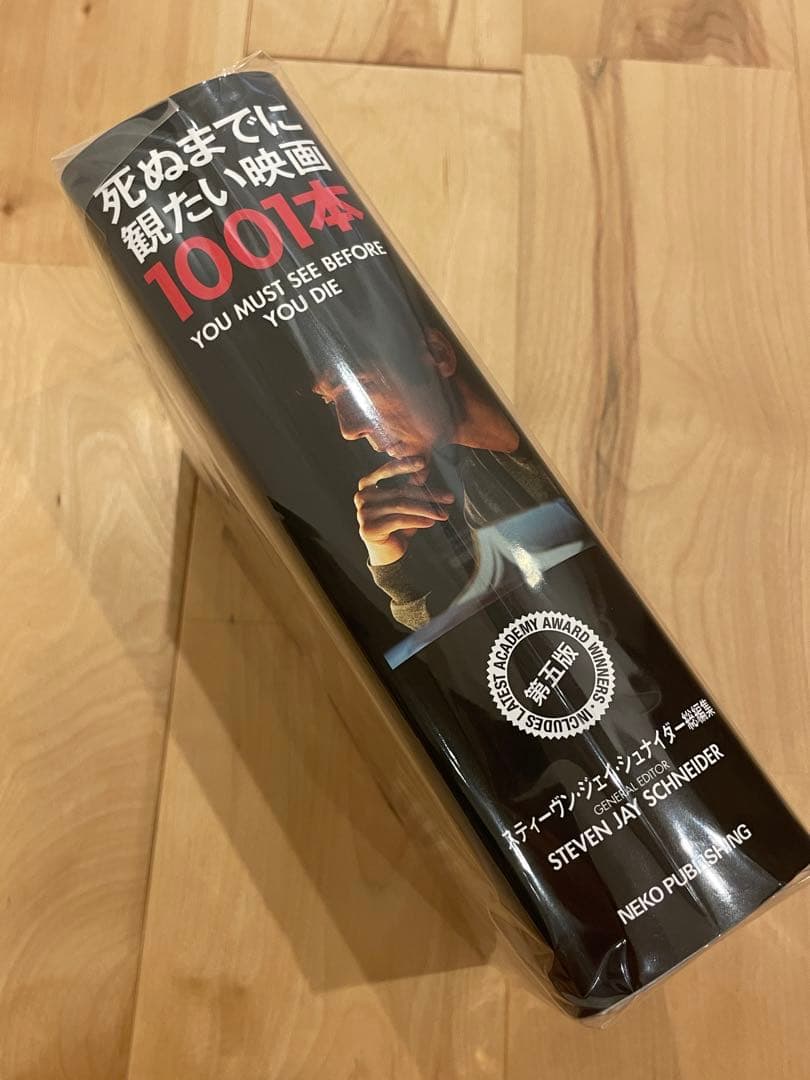 死ぬまでに
観たい映画
1001本
YOU MUST SEE BEFORE
YOU DIE
INCLUDES LATEST ACADEMY AWARD WINNERS •
第五版
スティーヴン・ジェイ・シュナイダー総編集
GENERAL EDITOR
STEVEN JAY SCHNEIDER
NEKO PUBLISHING